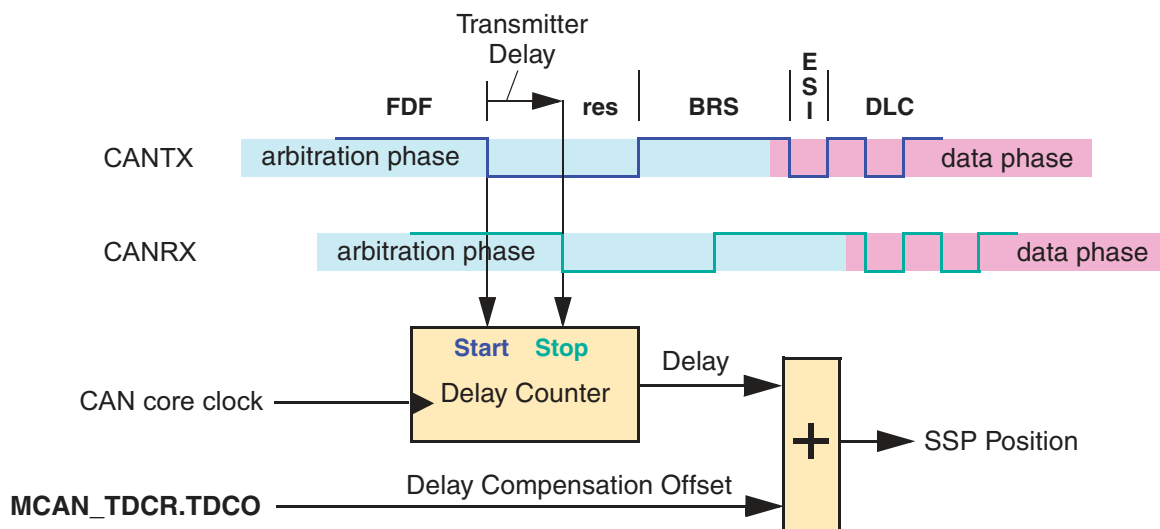 Transmitter
Delay
FDF
res
BRS
E
S
I
DLC
CANTX
arbitration phase
data phase
CANRX
arbitration phase
data phase
Start
Stop
Delay Counter
CAN core clock
Delay
+
SSP Position
MCAN_TDCR.TDCO
Delay Compensation Offset